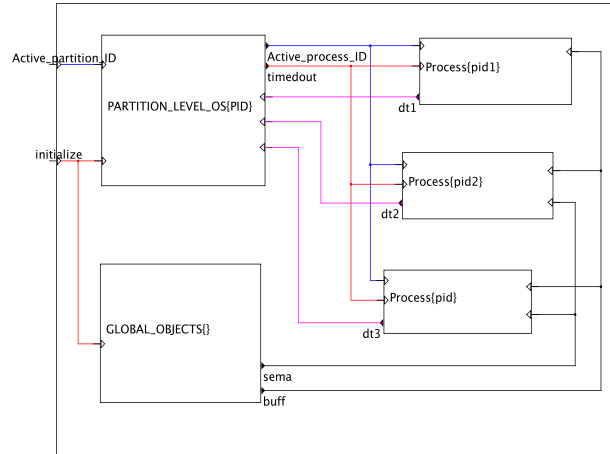 Active_partition_ID
Active_process_ID
timedout
Process{pid1}
PARTITION_LEVEL_OS{PID}
dt1
initialize
Process{pid2}
dt2
Process{pid}
GLOBAL_OBJECTS{}
dt3
sema
buff